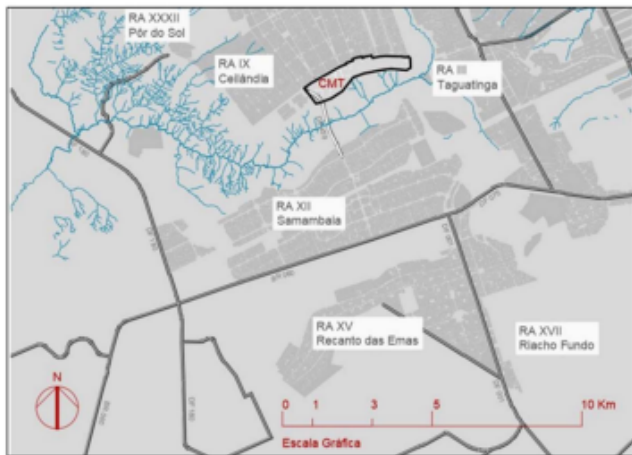 RA XXXII
Pôr do Sol
RA IX
Ceilândia
CMT
RA III
Taguatinga
RA XII
Samambaia
RA XV
Recanto das Emas
RA XVII
Riacho Fundo
N
0 1 3 5 10 Km
Escala Gráfica